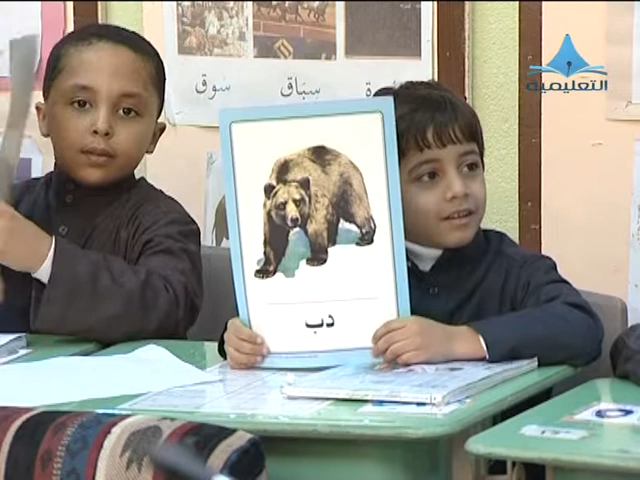 التعليمية
سوق
سباق
دب